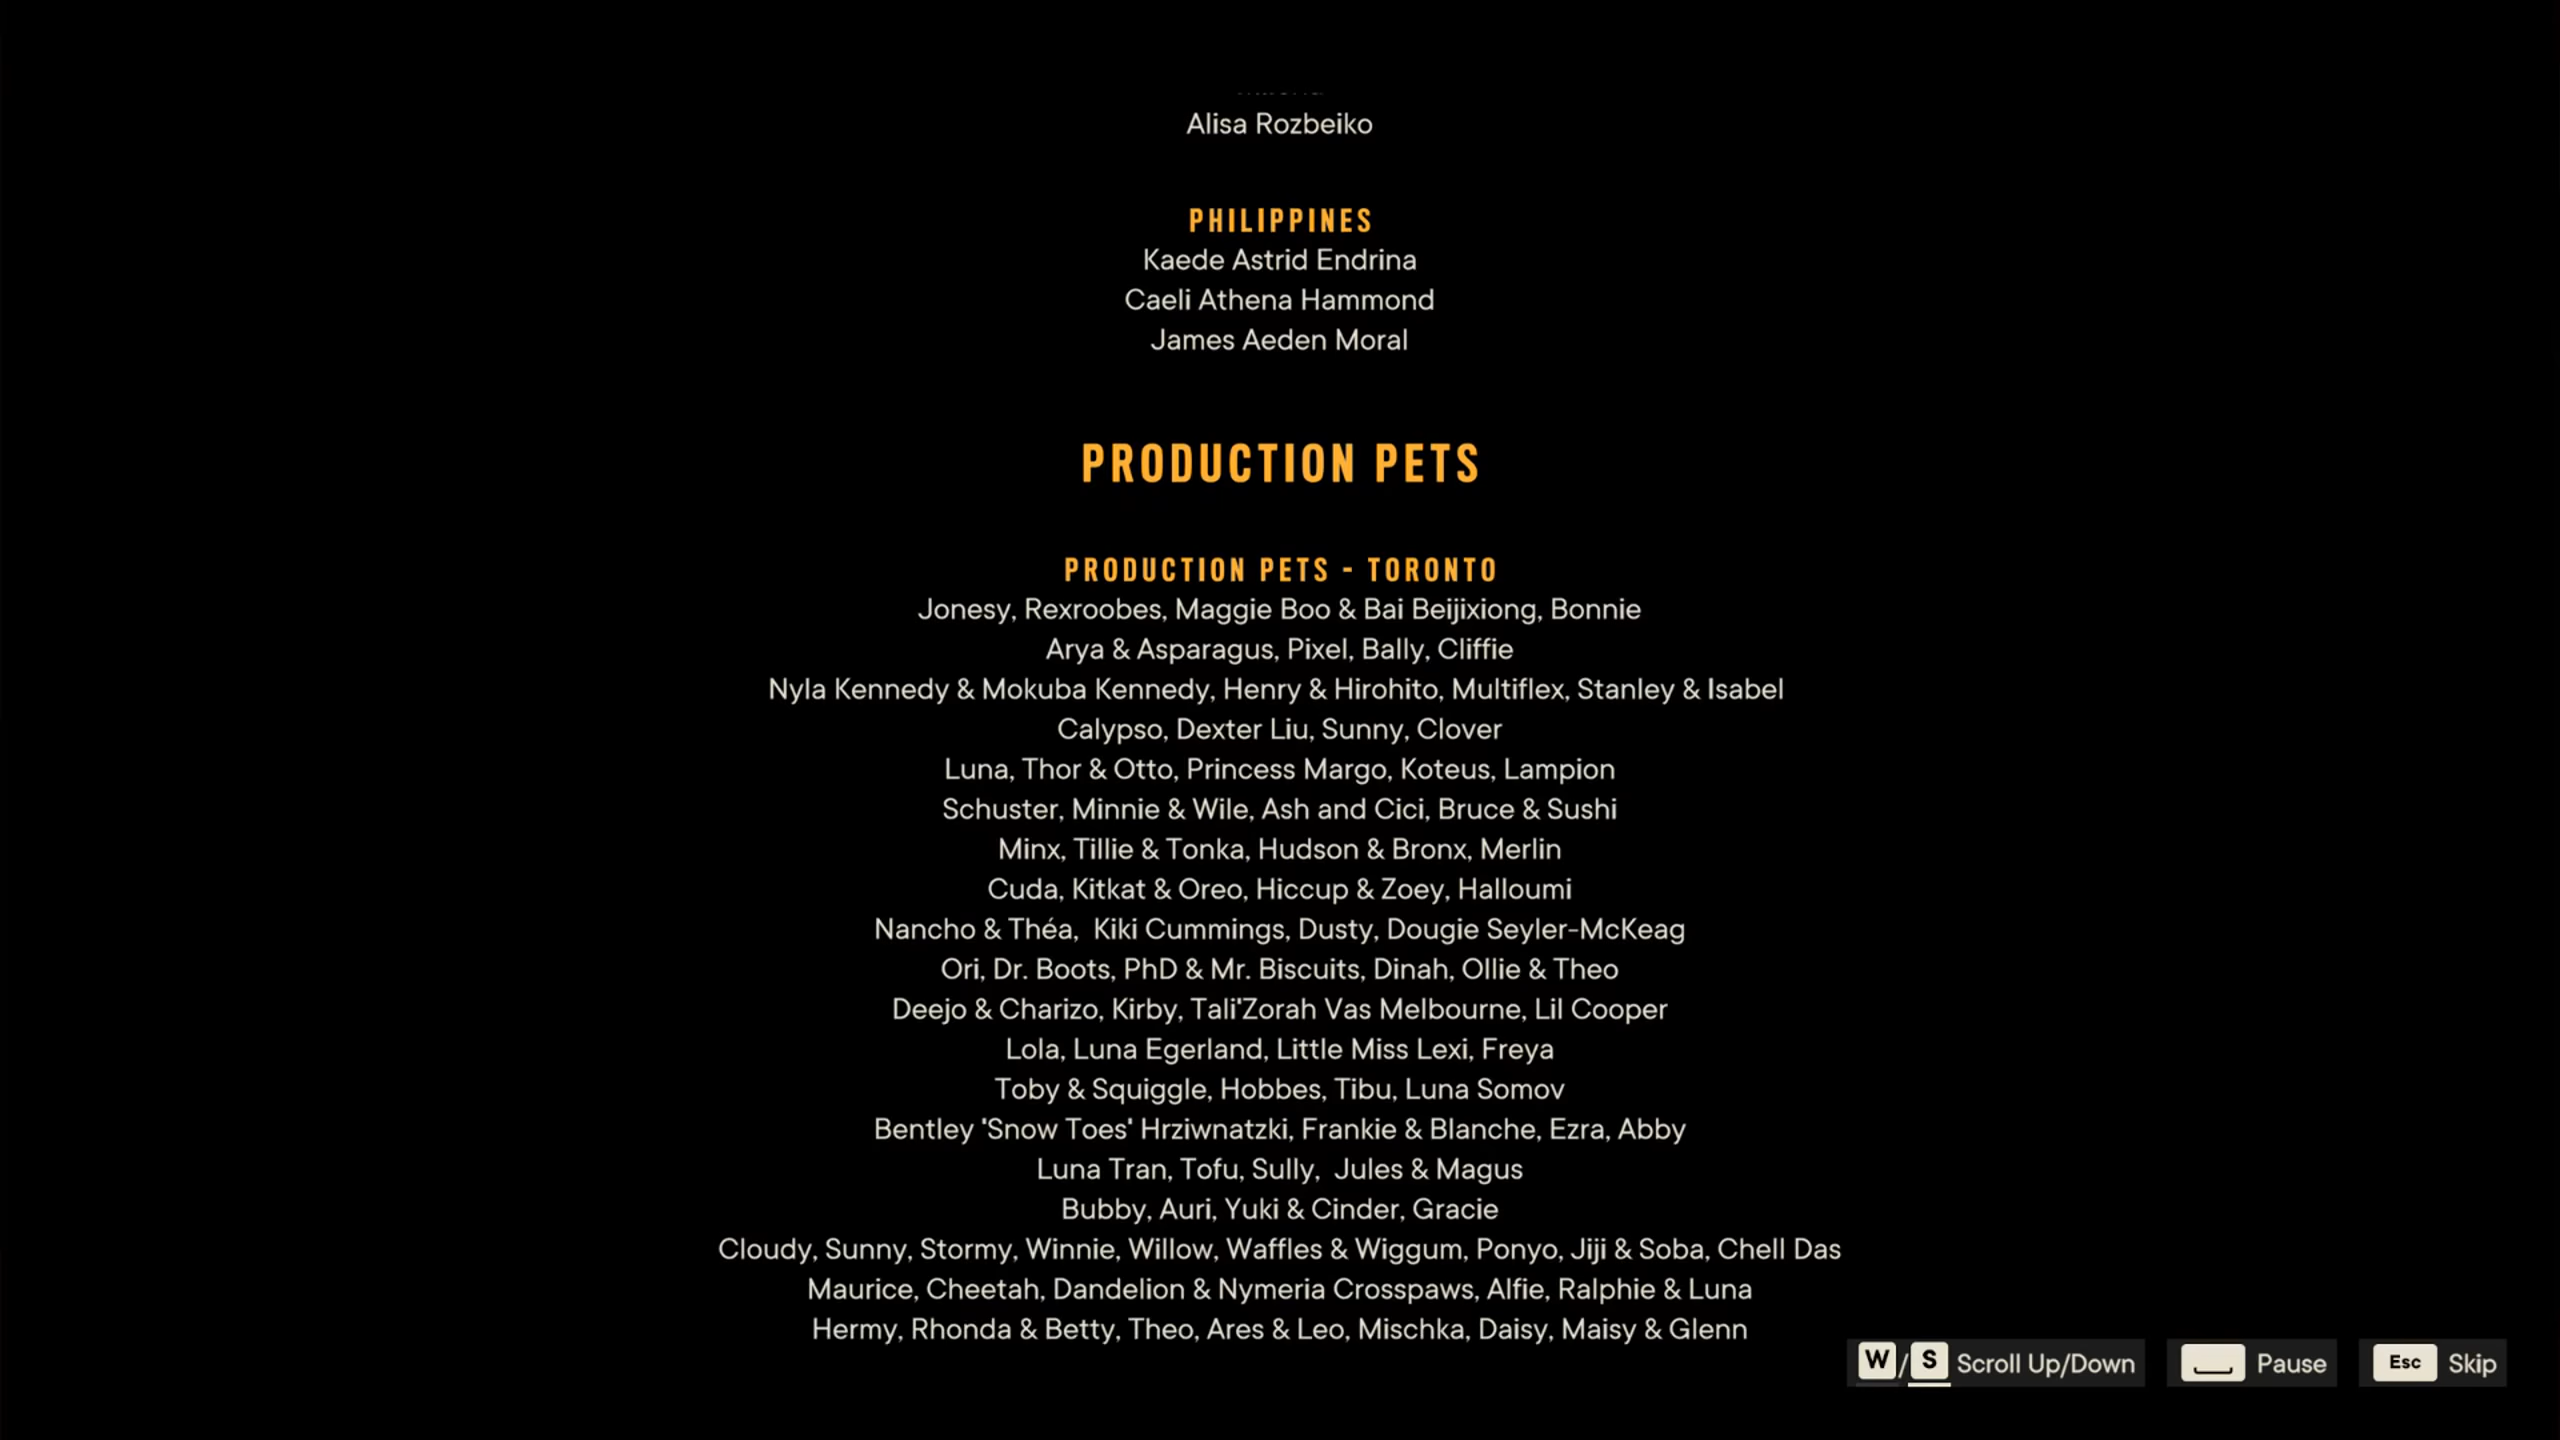 Alisa Rozbeiko
PHILIPPINES
Kaede Astrid Endrina
Caeli Athena Hammond
James Aeden Moral
PRODUCTION PETS
PRODUCTION PETS - TORONTO
Jonesy, Rexroobes, Maggie Boo & Bai Beijixiong, Bonnie
Arya & Asparagus, Pixel, Bally, Cliffie
Nyla Kennedy & Mokuba Kennedy, Henry & Hirohito, Multiflex, Stanley & Isabel
Calypso, Dexter Liu, Sunny, Clover
Luna, Thor & Otto, Princess Margo, Koteus, Lampion
Schuster, Minnie & Wile, Ash and Cici, Bruce & Sushi
Minx, Tillie & Tonka, Hudson & Bronx, Merlin
Cuda, Kitkat & Oreo, Hiccup & Zoey, Halloumi
Nancho & Théa,  Kiki Cummings, Dusty, Dougie Seyler-McKeag
Ori, Dr. Boots, PhD & Mr. Biscuits, Dinah, Ollie & Theo
Deejo & Charizo, Kirby, Tali'Zorah Vas Melbourne, Lil Cooper
Lola, Luna Egerland, Little Miss Lexi, Freya
Toby & Squiggle, Hobbes, Tibu, Luna Somov
Bentley 'Snow Toes' Hrziwnatzki, Frankie & Blanche, Ezra, Abby
Luna Tran, Tofu, Sully,  Jules & Magus
Bubby, Auri, Yuki & Cinder, Gracie
Cloudy, Sunny, Stormy, Winnie, Willow, Waffles & Wiggum, Ponyo, Jiji & Soba, Chell Das
Maurice, Cheetah, Dandelion & Nymeria Crosspaws, Alfie, Ralphie & Luna
Hermy, Rhonda & Betty, Theo, Ares & Leo, Mischka, Daisy, Maisy & Glenn
W/S Scroll Up/Down Pause Esc Skip